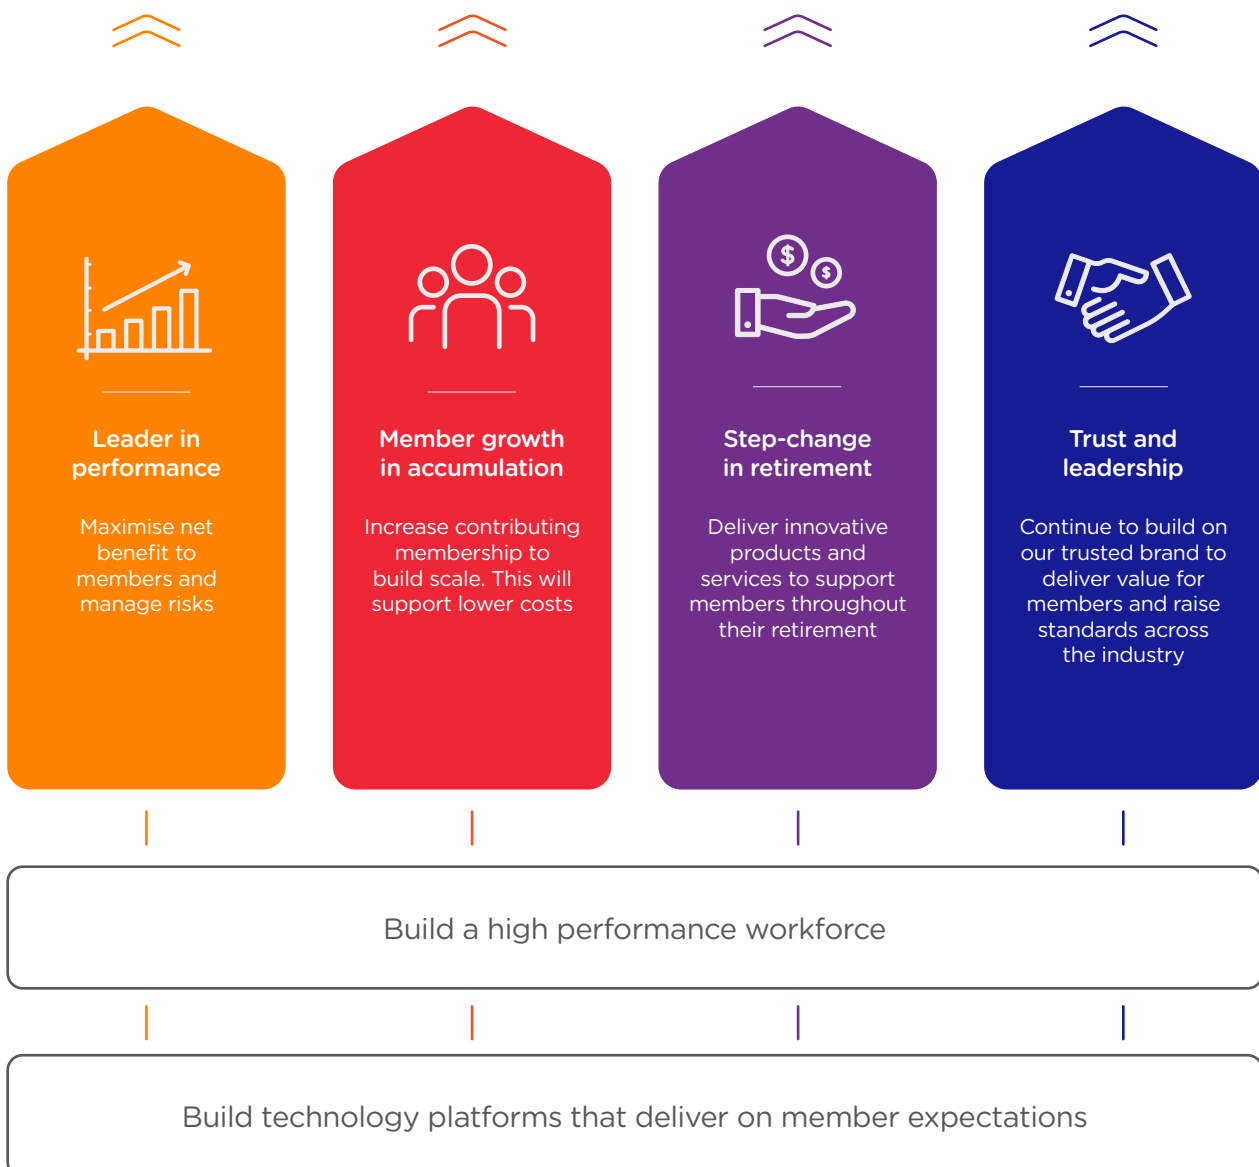 Leader in
performance
Maximise net
benefit to
members and
manage risks
Member growth
in accumulation
Increase contributing
membership to
build scale. This will
support lower costs
$
$
Step-change
in retirement
Deliver innovative
products and
services to support
members throughout
their retirement
Trust and
leadership
Continue to build on
our trusted brand to
deliver value for
members and raise
standards across
the industry
Build a high performance workforce
Build technology platforms that deliver on member expectations